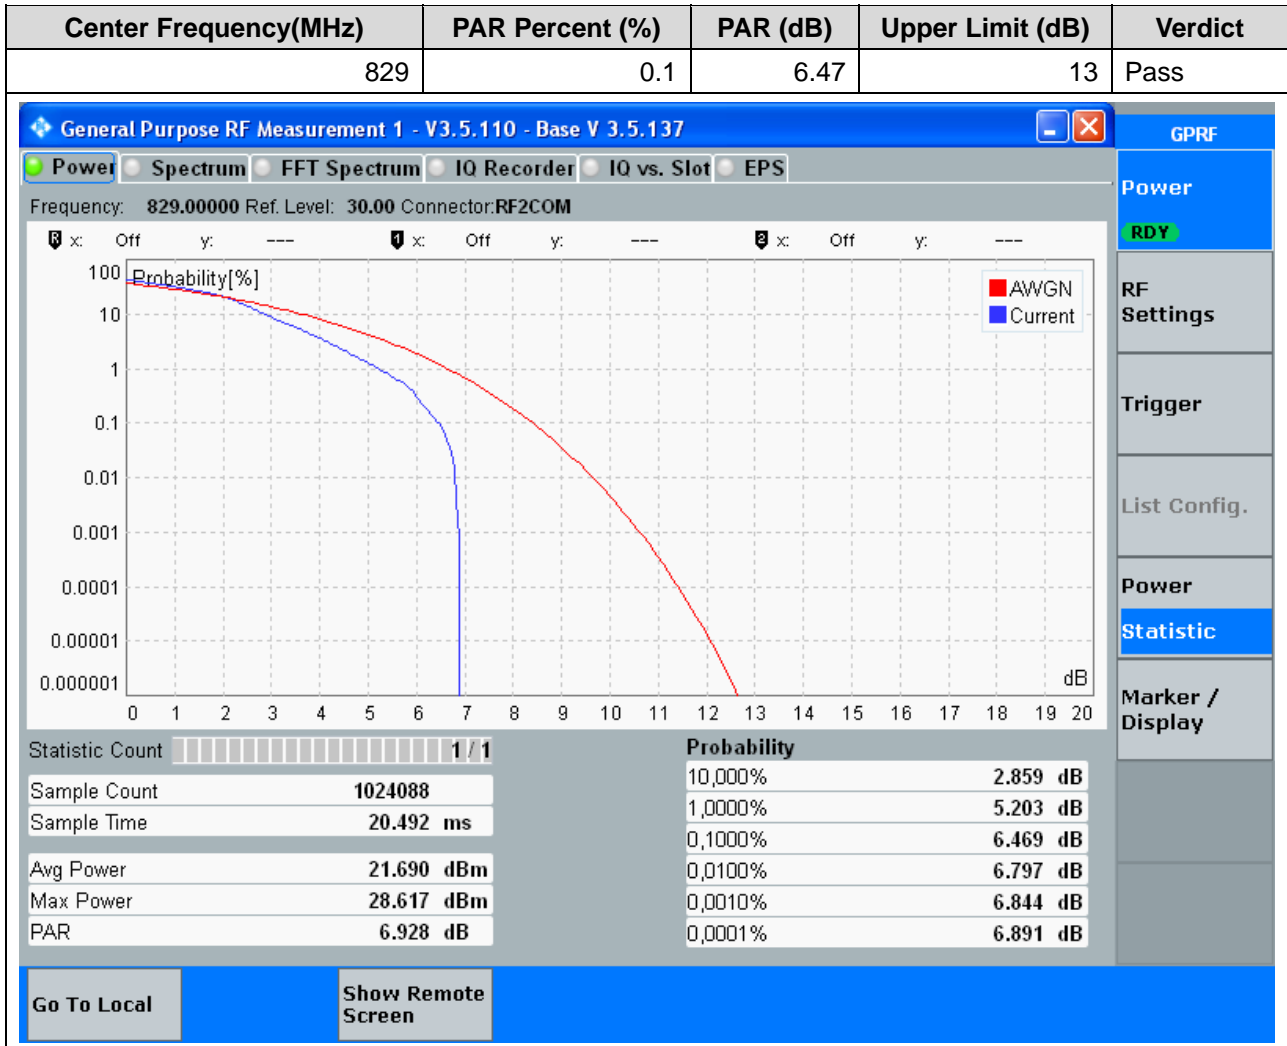 Center Frequency(MHz) PAR Percent (%) PAR (dB) Upper Limit (dB) Verdict
829 0.1 6.47 13 Pass
General Purpose RF Measurement 1 - V3.5.110 - Base V 3.5.137
GPRF
Power Spectrum FFT Spectrum IQ Recorder IQ vs. Slot EPS
Power
RDY
Frequency: 829.00000 Ref. Level: 30.00 Connector:RF2COM
R x: Off y: --- 1 x: Off y: --- 2 x: Off y: ---
Probability[%]
AWGN
Current
100
10
1
0.1
0.01
0.001
0.0001
0.00001
0.000001
dB
0 1 2 3 4 5 6 7 8 9 10 11 12 13 14 15 16 17 18 19 20
RF
Settings
Trigger
List Config.
Power
Statistic
Marker /
Display
Statistic Count 1 / 1
Sample Count 1024088
Sample Time 20.492 ms
Avg Power 21.690 dBm
Max Power 28.617 dBm
PAR 6.928 dB
Probability
10,000% 2.859 dB
1,0000% 5.203 dB
0,1000% 6.469 dB
0,0100% 6.797 dB
0,0010% 6.844 dB
0,0001% 6.891 dB
Go To Local
Show Remote
Screen